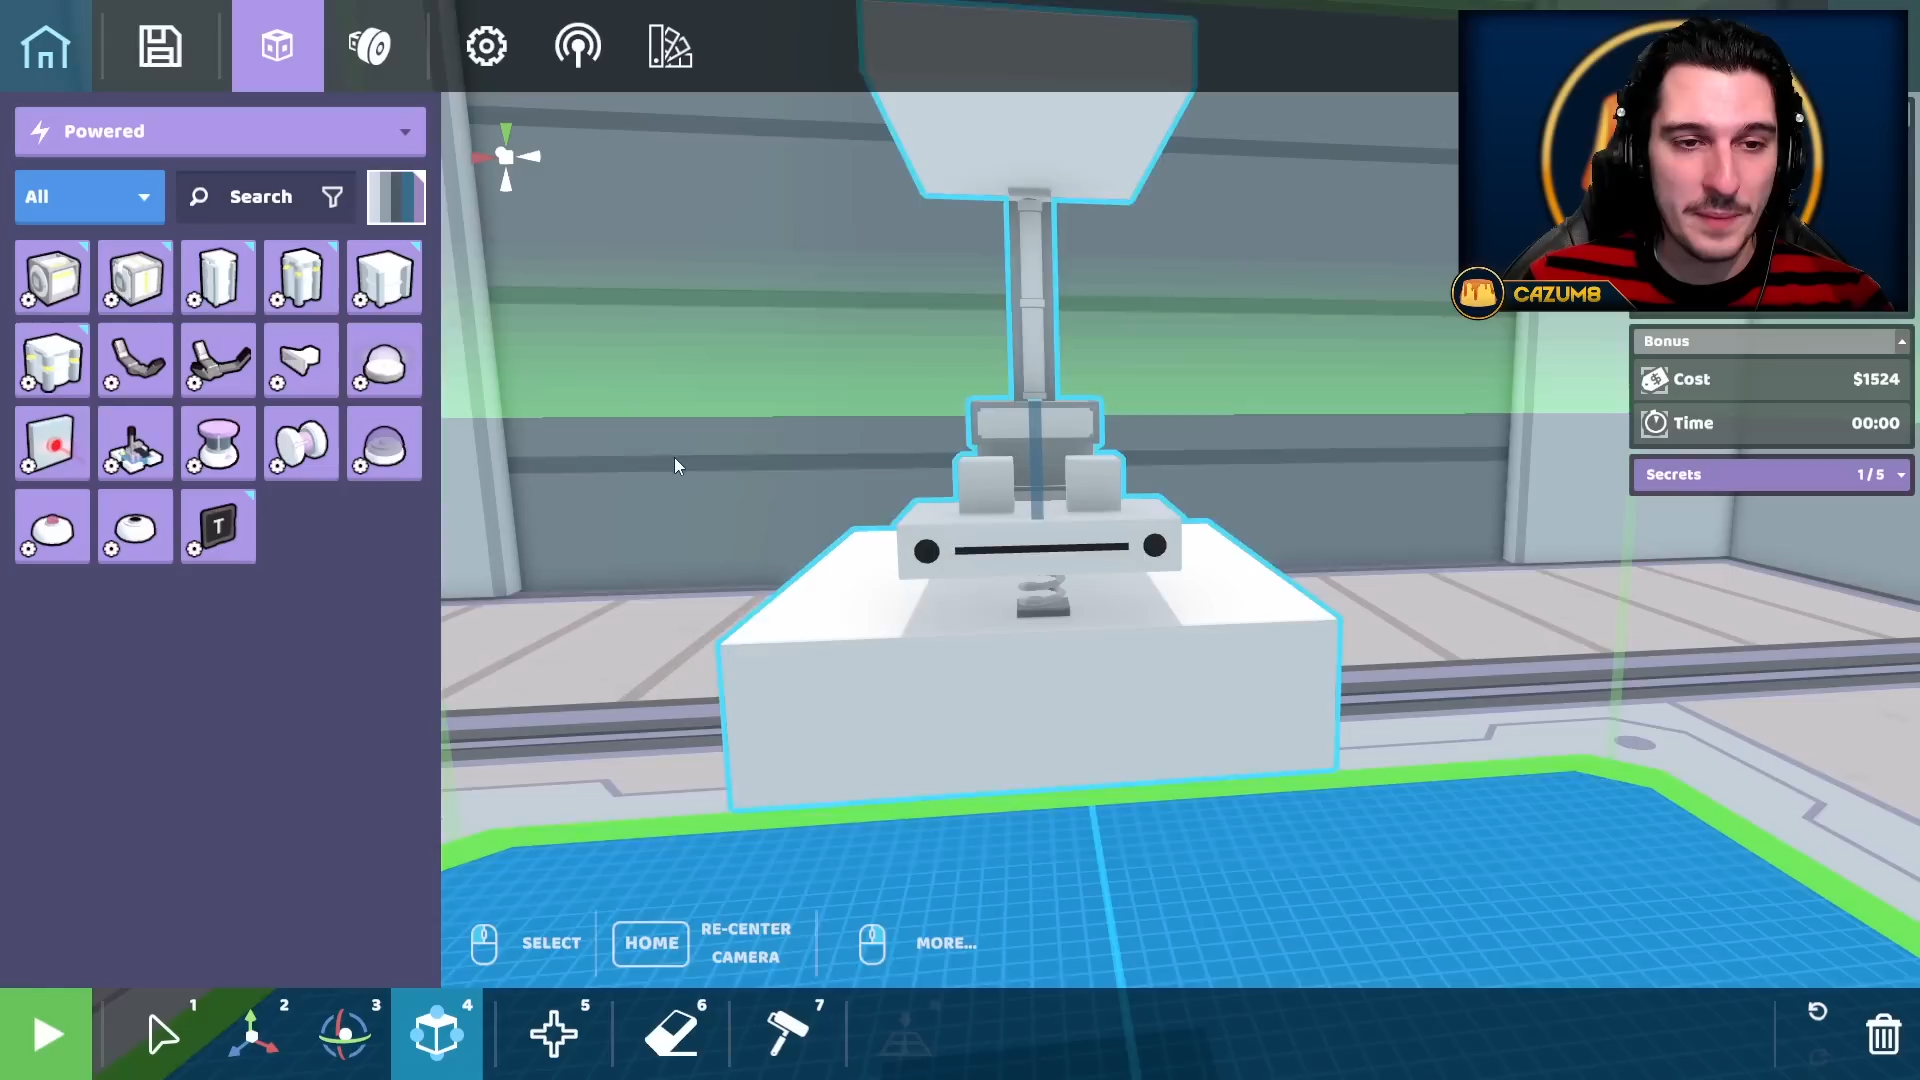 Powered
All
Search
T
CAZUM8
Bonus
Cost $1524
Time 00:00
Secrets 1/5
SELECT
HOME
RE-CENTER
CAMERA
MORE...
1
2
3
4
5
6
7